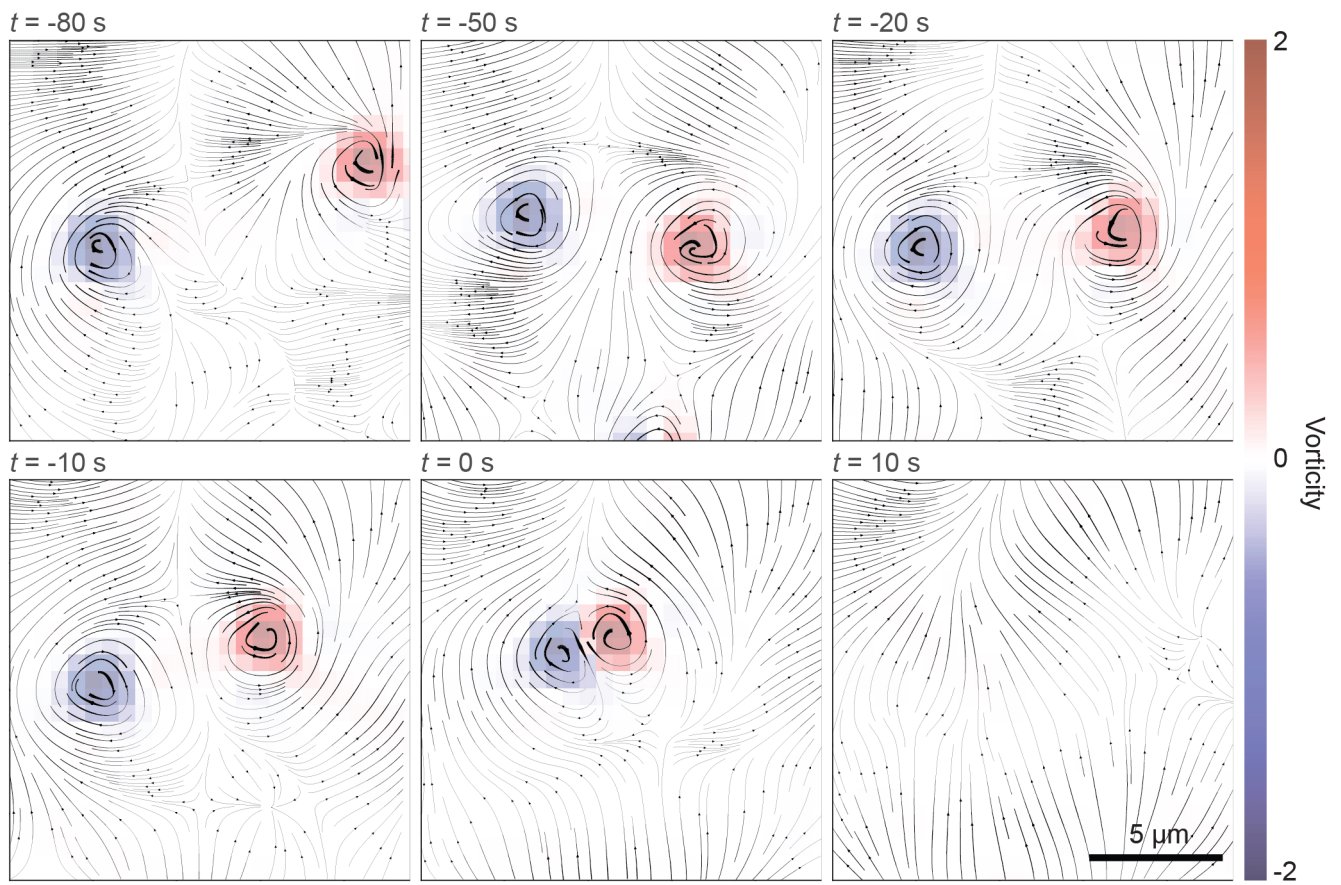 t = -80 s
t = -50 s
t = -20 s
2
t = -10 s
t = 0 s
t = 10 s
0
Vorticity
5 μm
-2